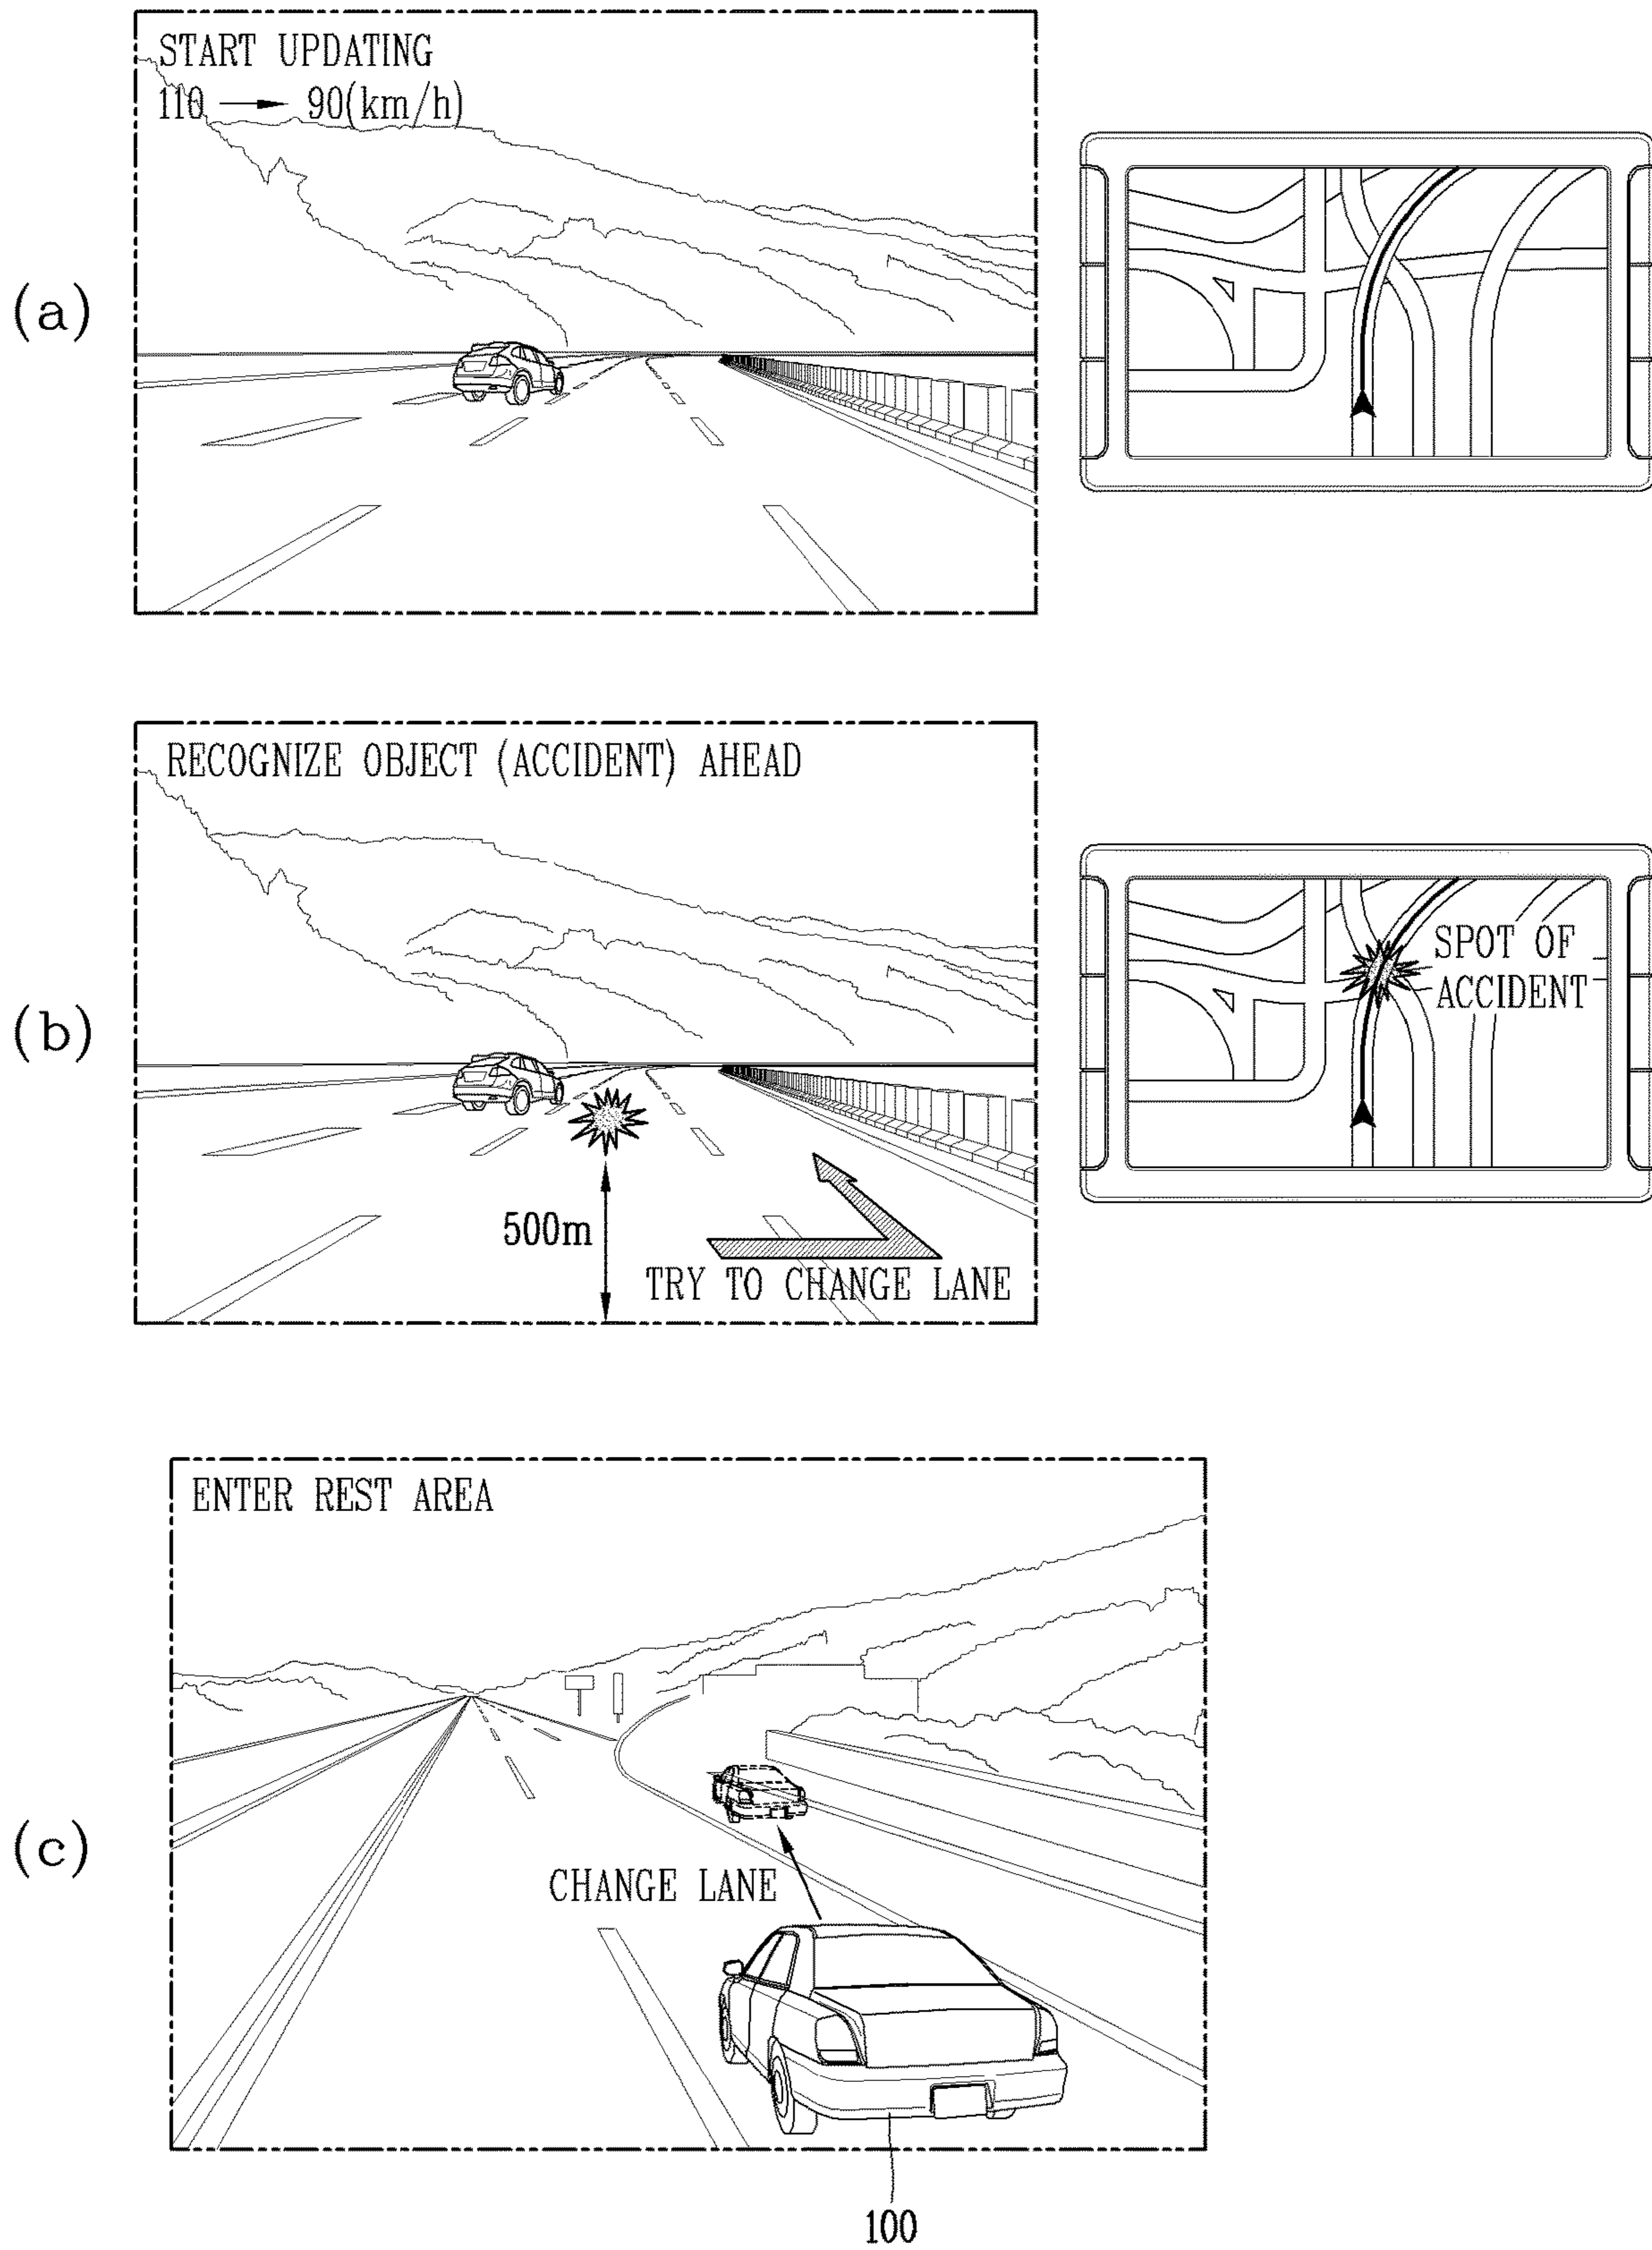 (a)
START UPDATING
110 → 90(km/h)
(b)
RECOGNIZE OBJECT (ACCIDENT) AHEAD
500m
TRY TO CHANGE LANE
SPOT OF
ACCIDENT
(c)
ENTER REST AREA
CHANGE LANE
100